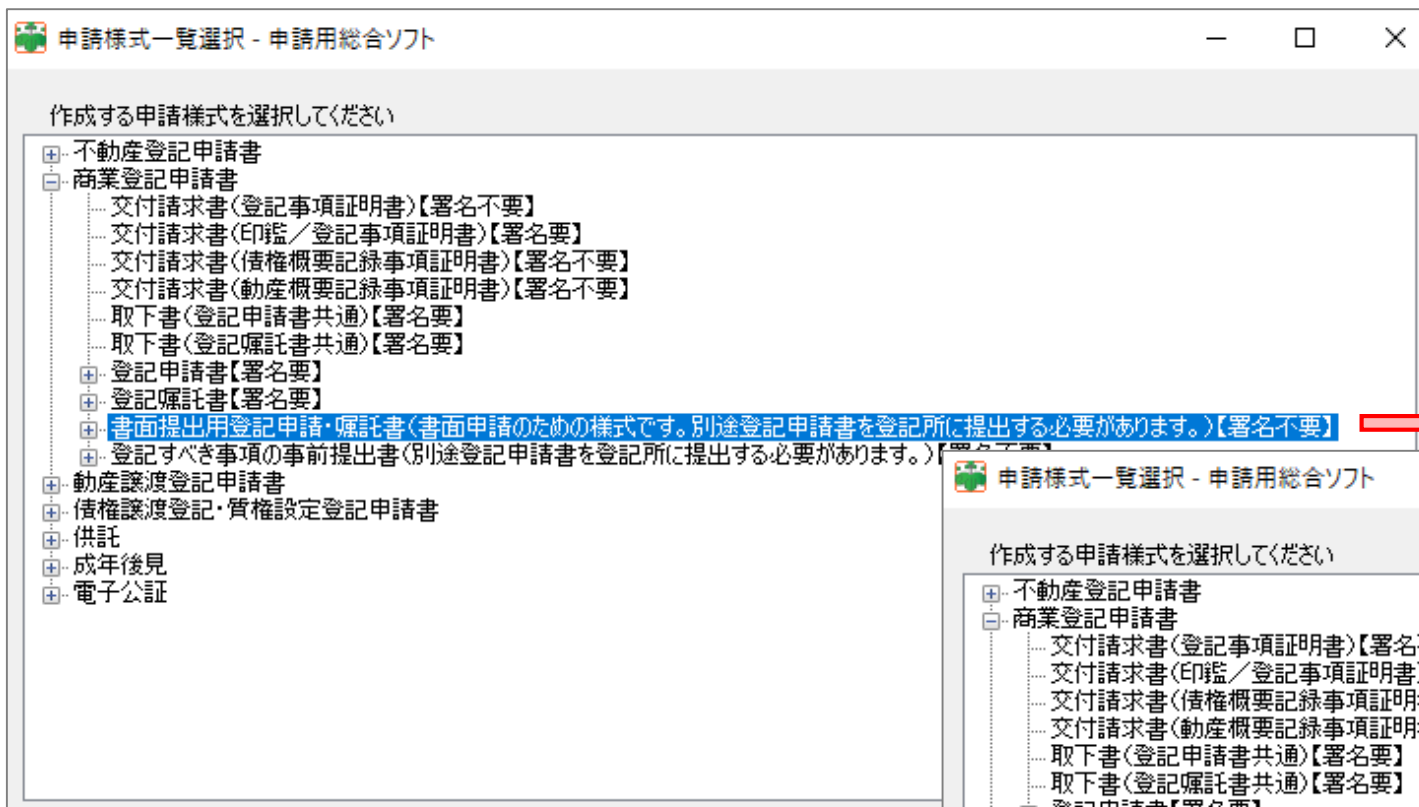 申請様式一覧選択 - 申請用総合ソフト
作成する申請様式を選択してください
不動産登記申請書
商業登記申請書
交付請求書(登記事項証明書)【署名不要】
交付請求書(印鑑/登記事項証明書)【署名要】
交付請求書(債権概要記録事項証明書)【署名不要】
交付請求書(動産概要記録事項証明書)【署名不要】
取下書(登記申請書共通)【署名要】
取下書(登記嘱託書共通)【署名要】
登記申請書【署名要】
登記嘱託書【署名要】
書面提出用登記申請・嘱託書(書面申請のための様式です。別途登記申請書を登記所に提出する必要があります。)【署名不要】
登記すべき事項の事前提出書(別途登記申請書を登記所に提出する必要があります。)【署名不要】
動産譲渡登記申請書
債権譲渡登記・質権設定登記申請書
供託
成年後見
電子公証
申請様式一覧選択 - 申請用総合ソフト
作成する申請様式を選択してください
不動産登記申請書
商業登記申請書
交付請求書(登記事項証明書)【署名
交付請求書(印鑑/登記事項証明書
交付請求書(債権概要記録事項証明
交付請求書(動産概要記録事項証明
取下書(登記申請書共通)【署名要】
取下書(登記嘱託書共通)【署名要】
登記申請書【署名要】